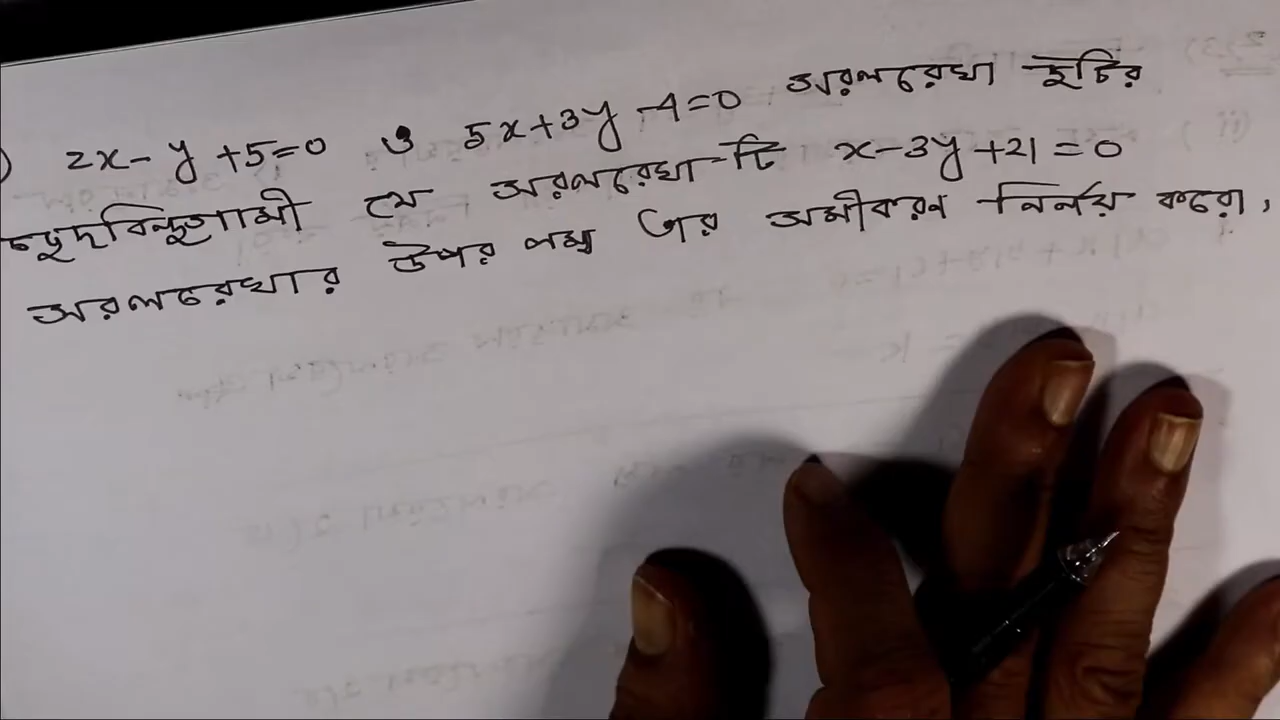 ) 2x - y + 5 = 0 ও 5x + 3y - 4 = 0 সরলরেখা দুটির
ছেদবিন্দুগামী যে সরলরেখা-টি x - 3y + 21 = 0
সরলরেখার উপর লম্ব তার সমীকরণ নির্ণয় করো,